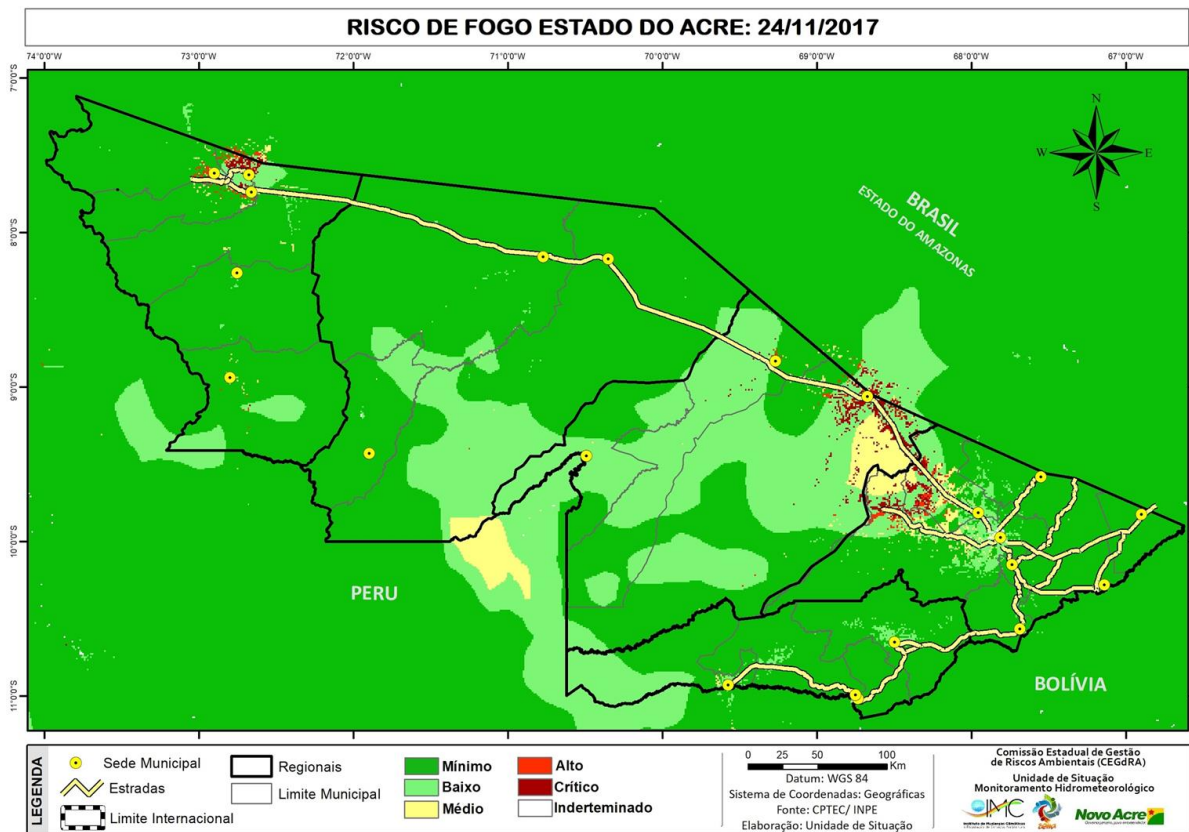 RISCO DE FOGO ESTADO DO ACRE: 24/11/2017
74°0'0"W 73°0'0"W 72°0'0"W 71°0'0"W 70°0'0"W 69°0'0"W 68°0'0"W 67°0'0"W
7°0'0"S
8°0'0"S
9°0'0"S
10°0'0"S
11°0'0"S
N
W E
S
BRASIL
ESTADO DO AMAZONAS
PERU
BOLÍVIA
LEGENDA
Sede Municipal
Estradas
Limite Internacional
Regionais
Limite Municipal
Mínimo
Baixo
Médio
Alto
Crítico
Inderteminado
0 25 50 100
Km
Datum: WGS 84
Sistema de Coordenadas: Geográficas
Fonte: CPTEC/ INPE
Elaboração: Unidade de Situação
Comissão Estadual de Gestão
de Riscos Ambientais (CEGdRA)
Unidade de Situação
Monitoramento Hidrometeorológico
IMC
Novo Acre